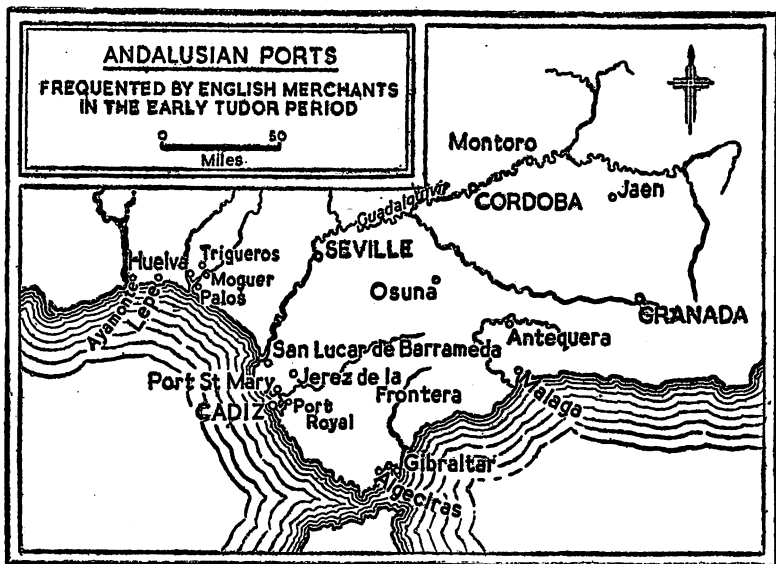 ANDALUSIAN PORTS
FREQUENTED BY ENGLISH MERCHANTS
IN THE EARLY TUDOR PERIOD
0 50
Miles.
Montoro
Jaen
CORDOBA
Guadalquivir
SEVILLE
Huelva
Trigueros
Moguer
Palos
Ayamonte
Lepe
Osuna
GRANADA
Antequera
San Lucar de Barrameda
Port St Mary
Jerez de la
Frontera
Malaga
CADIZ
Port
Royal
Gibraltar
Algeciras